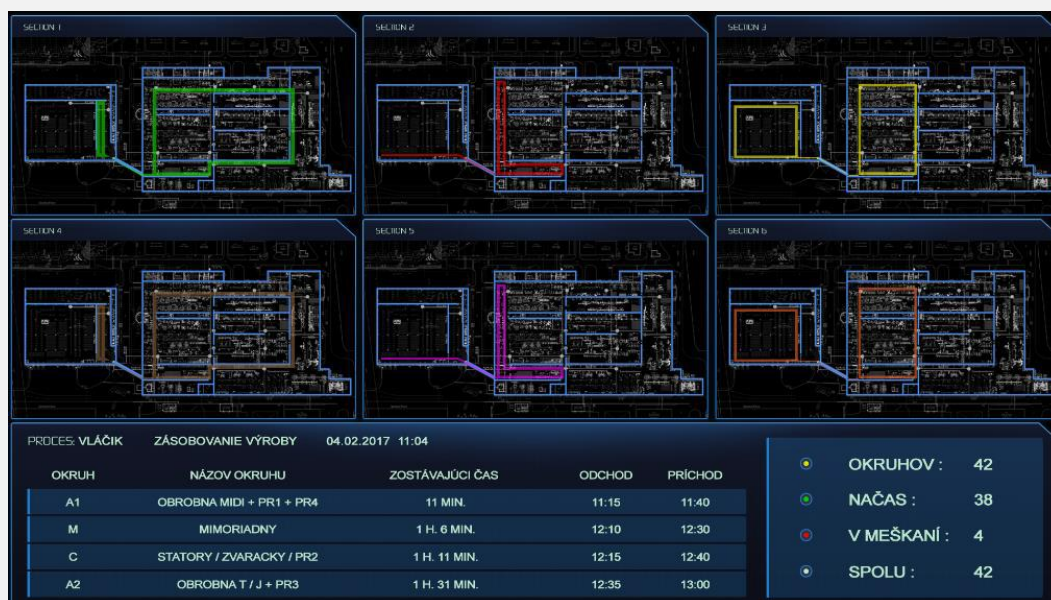 SECTION 1
SECTION 2
SECTION 3
SECTION 4
SECTION 5
SECTION 6
PROCES: VLÁČIK ZÁSOBOVANIE VÝROBY 04.02.2017 11:04
OKRUH NÁZOV OKRUHU ZOSTÁVAJÚCI ČAS ODCHOD PRÍCHOD
A1 OBROBNA MIDI + PR1 + PR4 11 MIN. 11:15 11:40
M MIMORIADNY 1 H. 6 MIN. 12:10 12:30
C STATORY / ZVARACKY / PR2 1 H. 11 MIN. 12:15 12:40
A2 OBROBNA T / J + PR3 1 H. 31 MIN. 12:35 13:00
OKRUHOV : 42
NAČAS : 38
V MEŠKANÍ : 4
SPOLU : 42